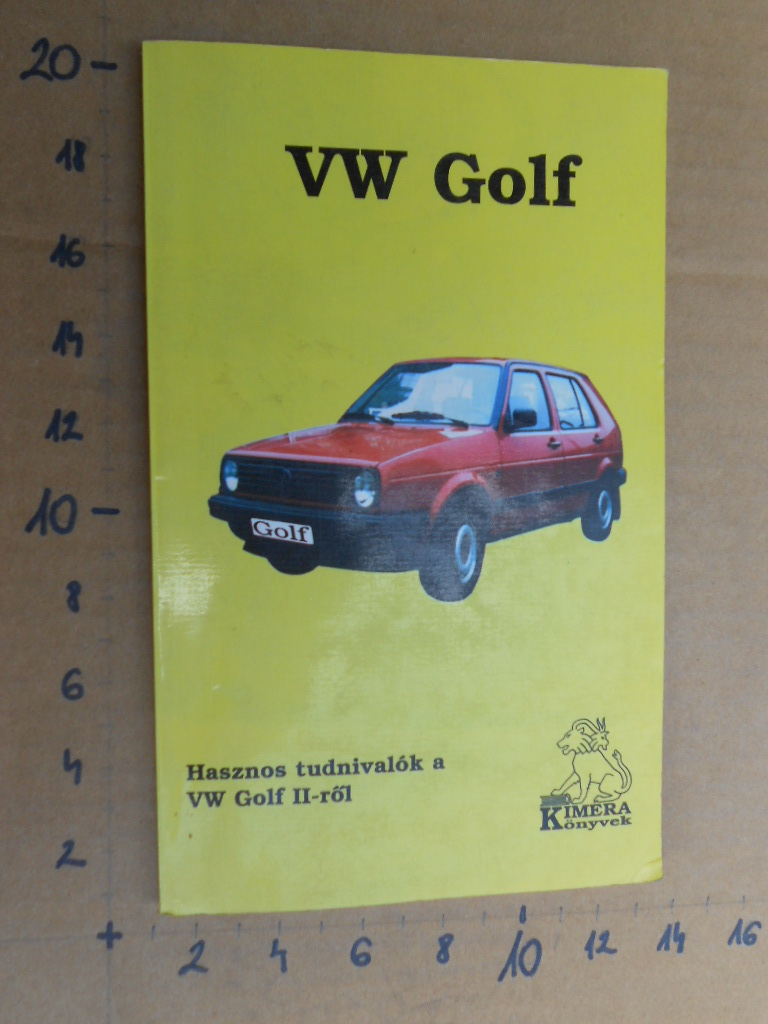 20
18
16
14
12
10
8
6
4
2
2 4 6 8 10 12 14 16
VW Golf
Golf
Hasznos tudnivalók a
VW Golf II-ről
KIMERA
Könyvek